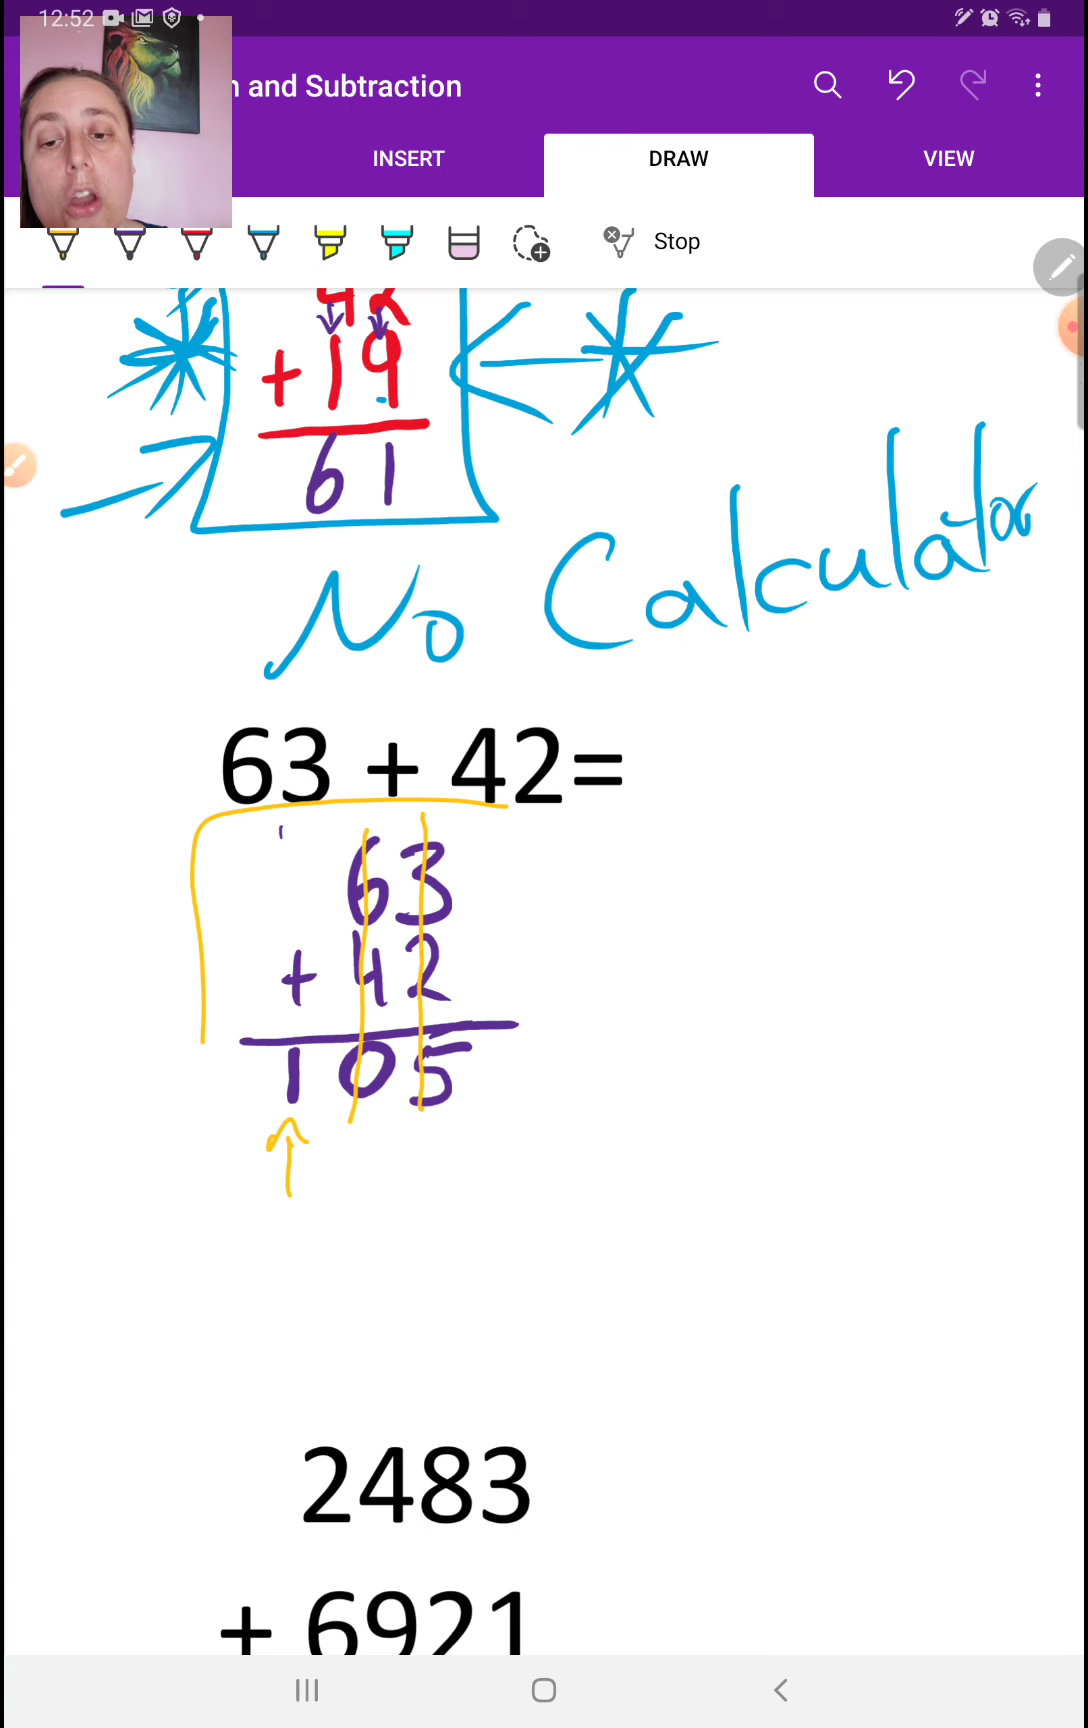 12:52
n and Subtraction
INSERT DRAW VIEW
Stop
+19
61
No Calculator
63 + 42=
63
+ 42
105
2483
+ 6921